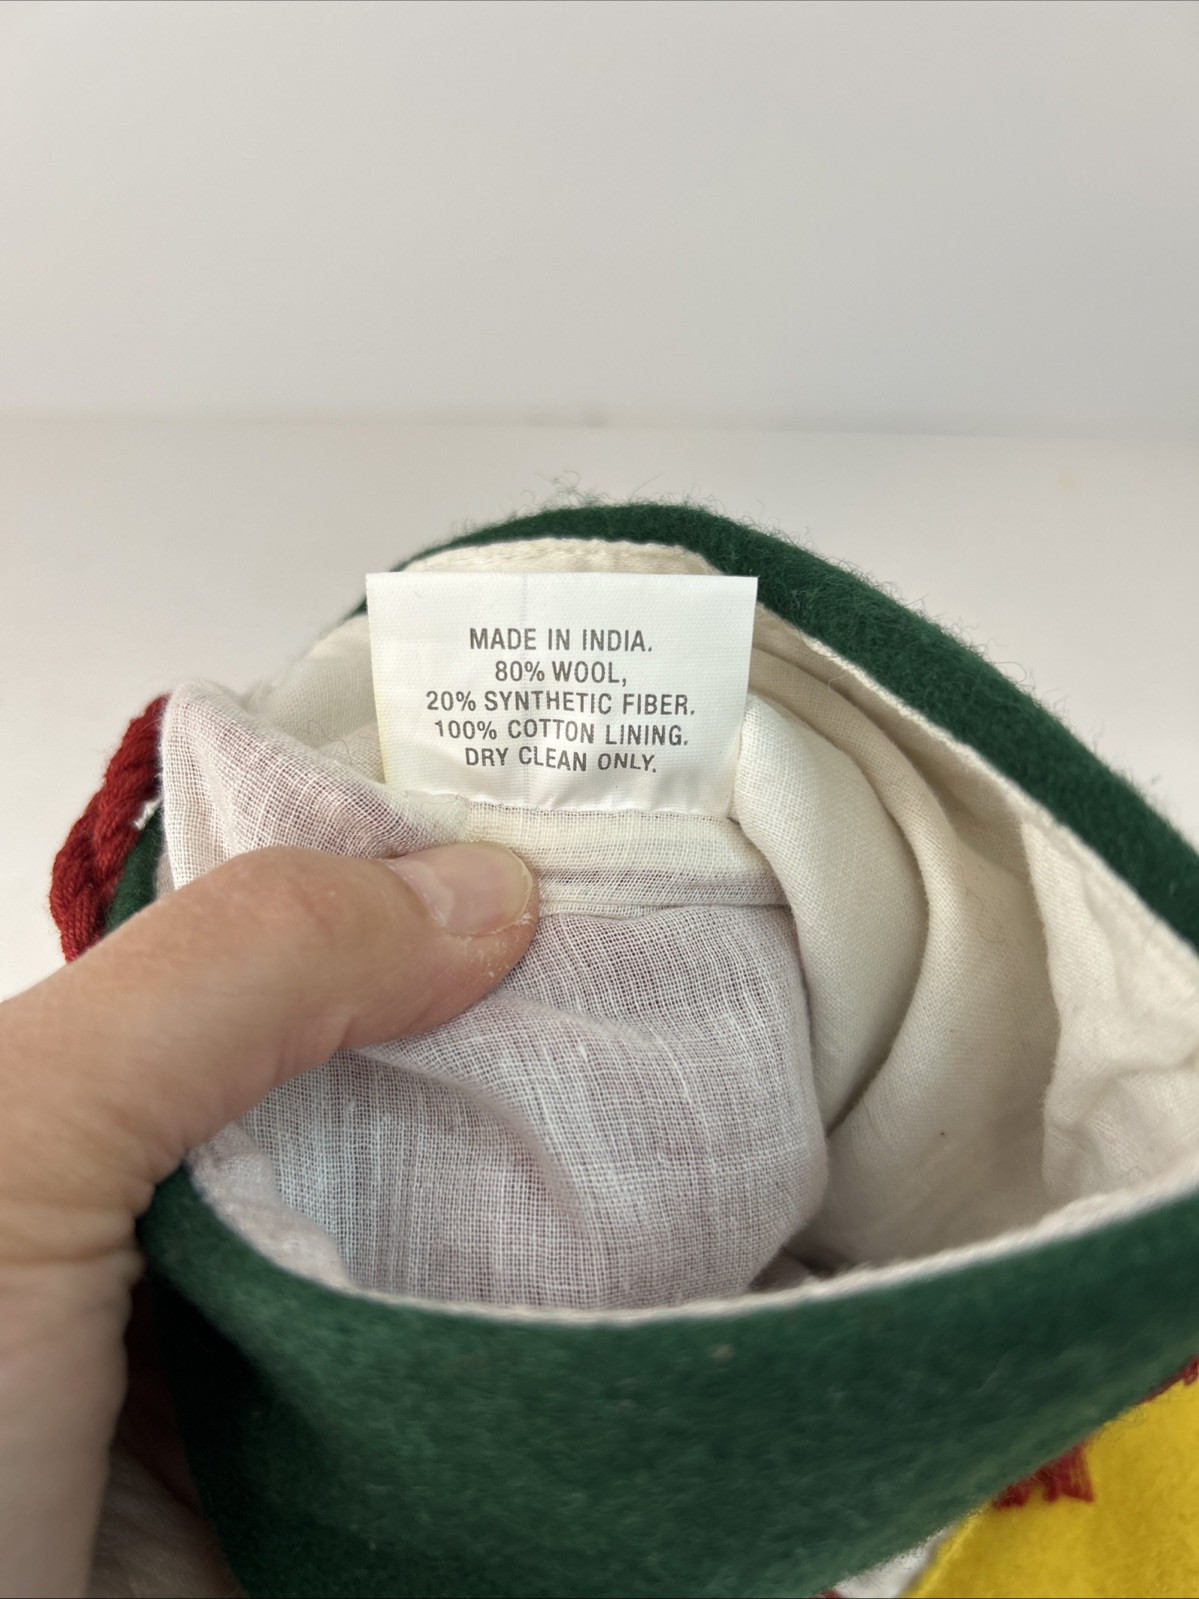 MADE IN INDIA.
80% WOOL,
20% SYNTHETIC FIBER.
100% COTTON LINING.
DRY CLEAN ONLY.